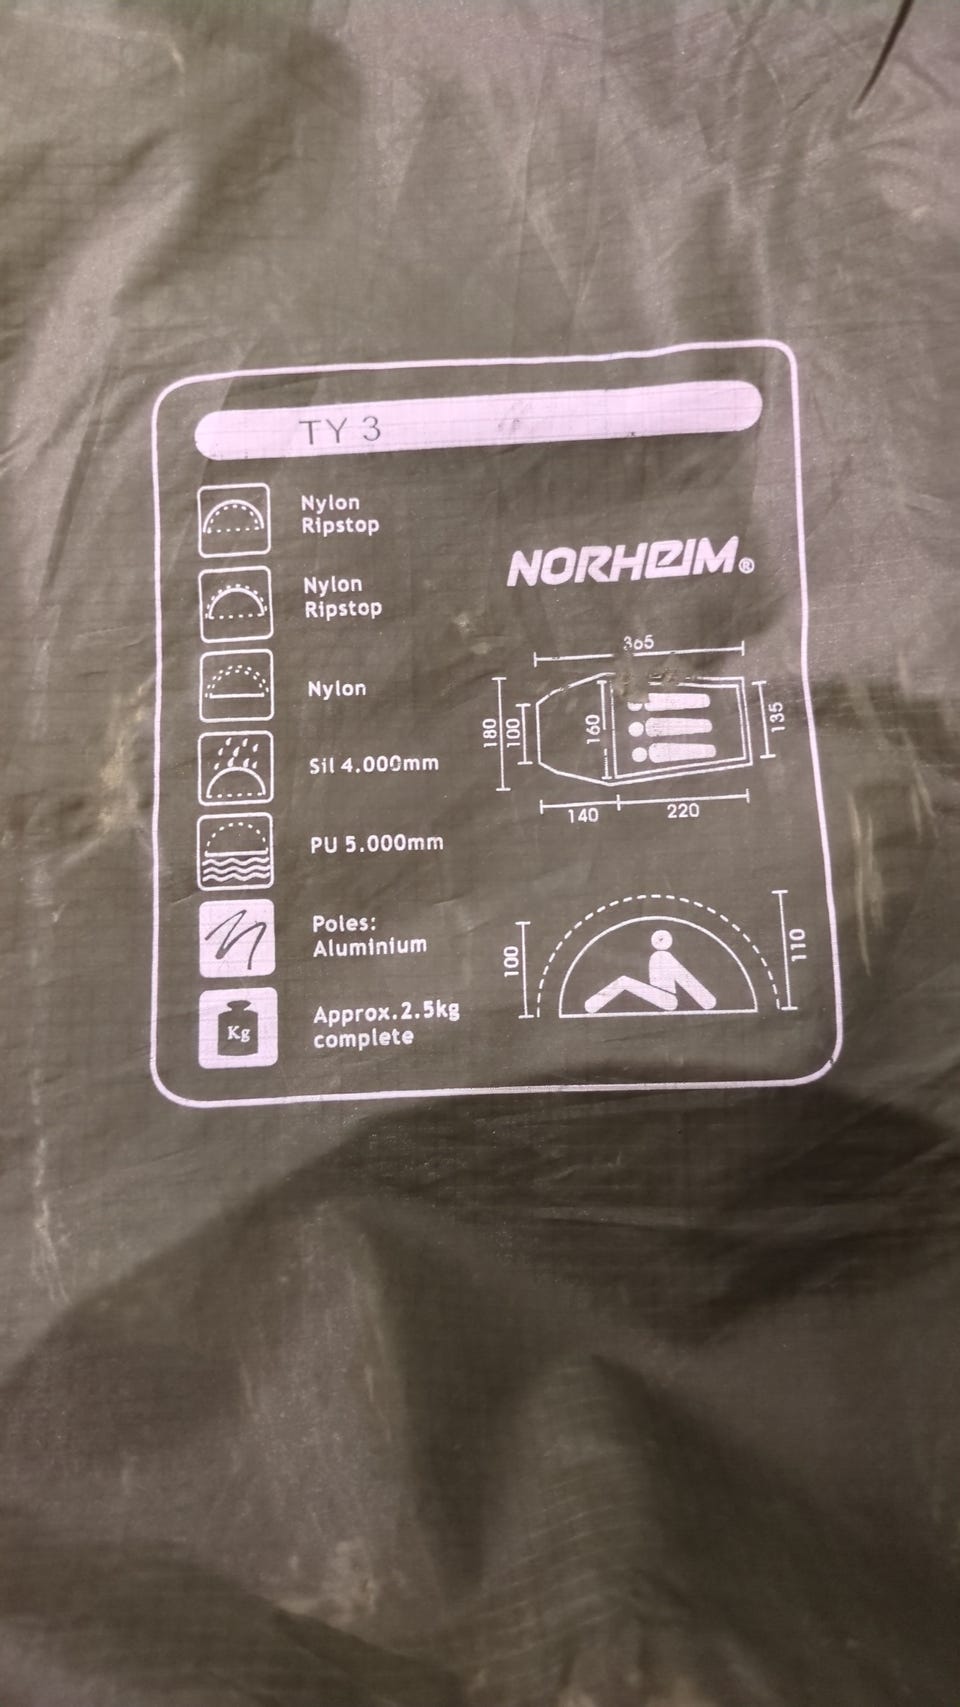 TY 3
Nylon
Ripstop
Nylon
Ripstop
Nylon
Sil 4.000mm
PU 5.000mm
Poles:
Aluminium
Kg
Approx.2.5kg
complete
NORHEIM®
365
180
100
160
135
140
220
100
110